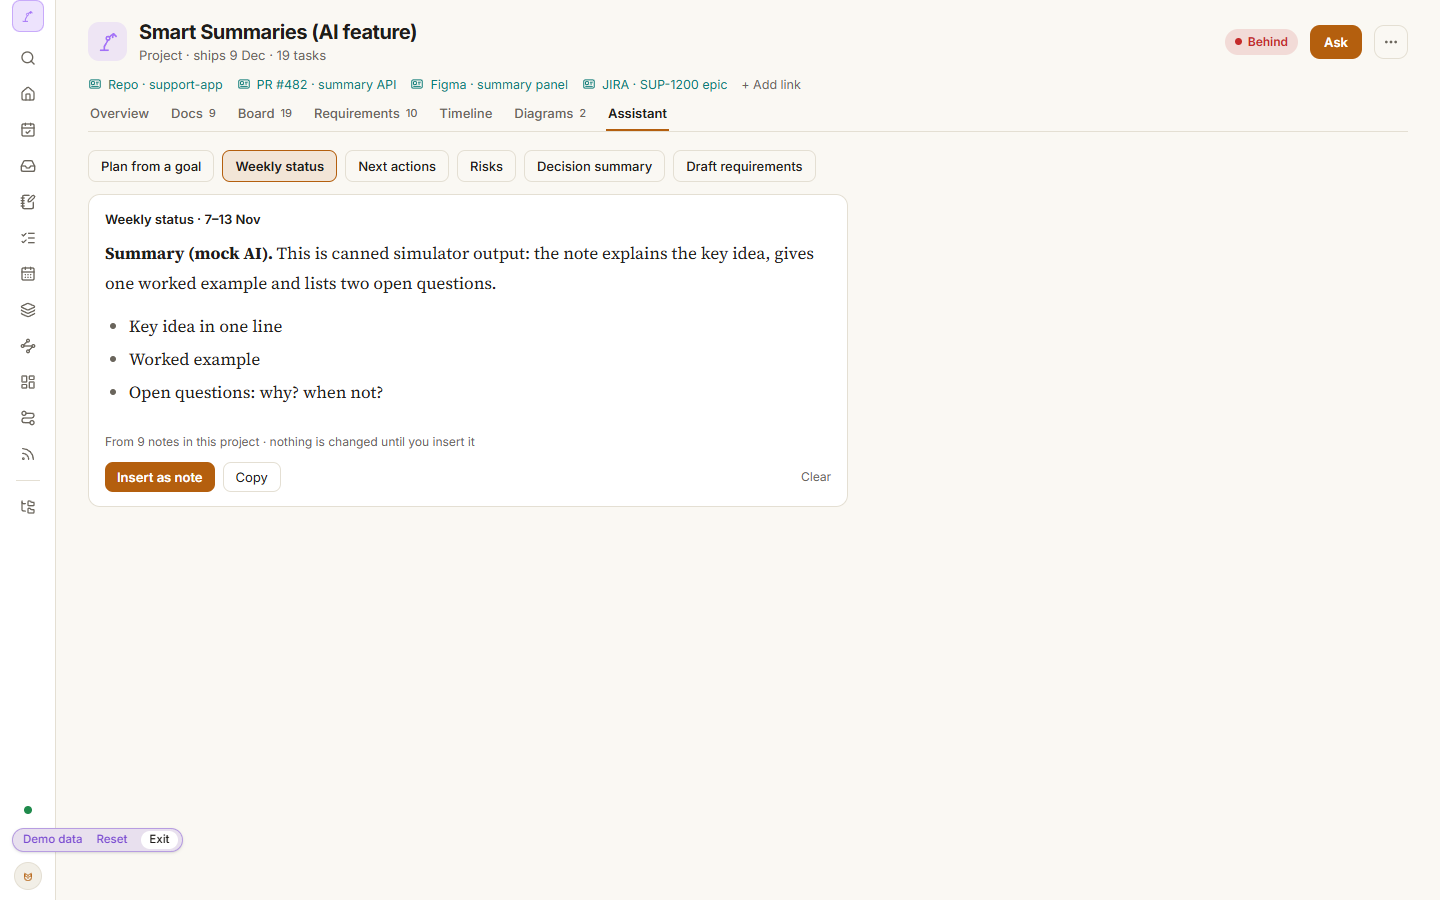 Smart Summaries (AI feature)
Project · ships 9 Dec · 19 tasks
Behind
Ask
Repo · support-app
PR #482 · summary API
Figma · summary panel
JIRA · SUP-1200 epic
+ Add link
Overview
Docs 9
Board 19
Requirements 10
Timeline
Diagrams 2
Assistant
Plan from a goal
Weekly status
Next actions
Risks
Decision summary
Draft requirements
Weekly status · 7–13 Nov
Summary (mock AI). This is canned simulator output: the note explains the key idea, gives
one worked example and lists two open questions.
Key idea in one line
Worked example
Open questions: why? when not?
From 9 notes in this project · nothing is changed until you insert it
Insert as note
Copy
Clear
Demo data
Reset
Exit